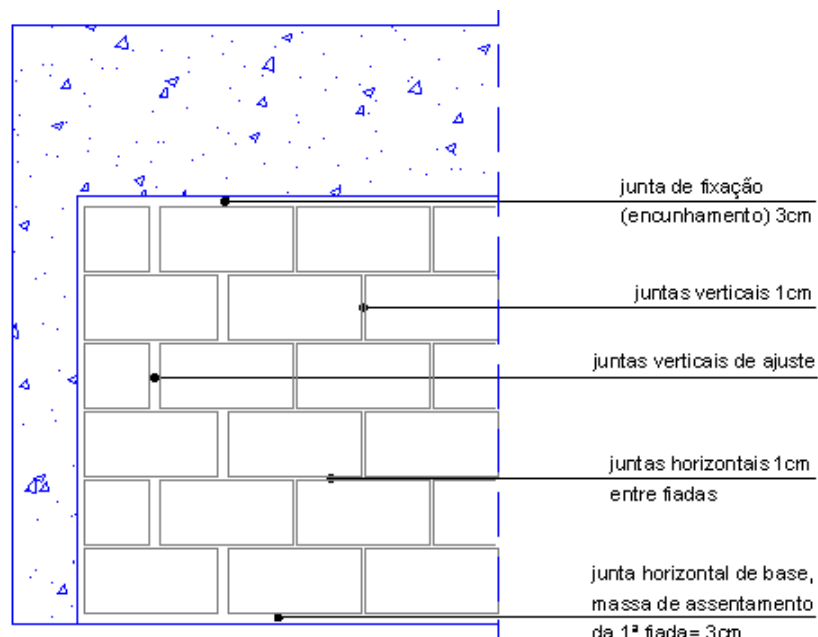 junta de fixação
(encunhamento) 3cm
juntas verticais 1cm
juntas verticais de ajuste
juntas horizontais 1cm
entre fiadas
junta horizontal de base,
massa de assentamento
da 1ª fiada= 3cm